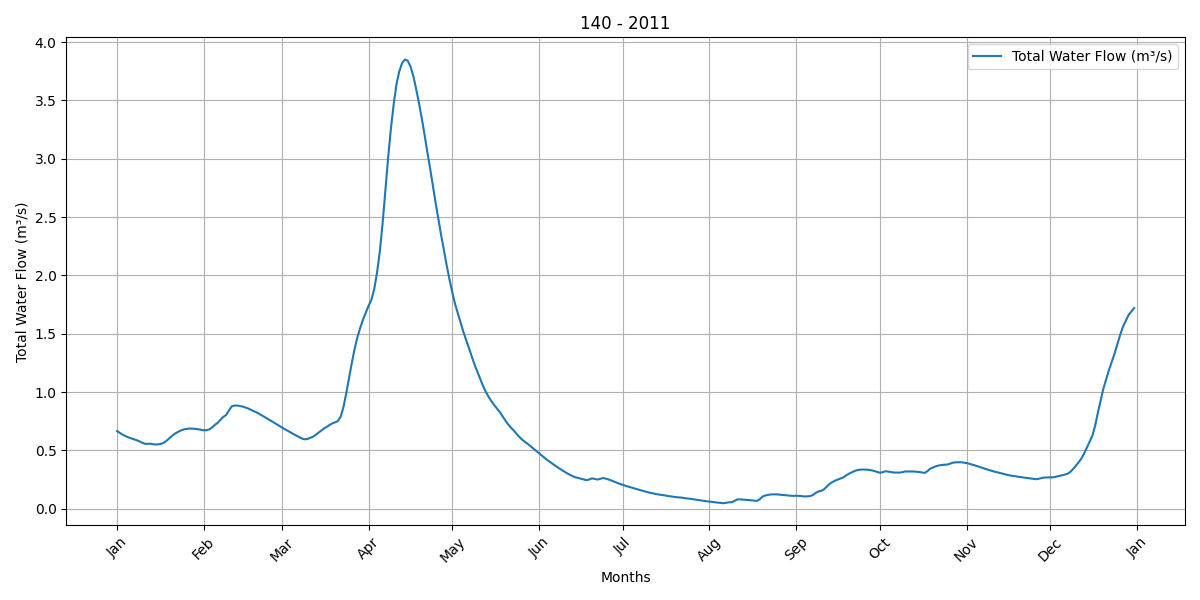 140 - 2011
Total Water Flow (m³/s)
Total Water Flow (m³/s)
4.0
3.5
3.0
2.5
2.0
1.5
1.0
0.5
0.0
Jan Feb Mar Apr May Jun Jul Aug Sep Oct Nov Dec Jan
Months